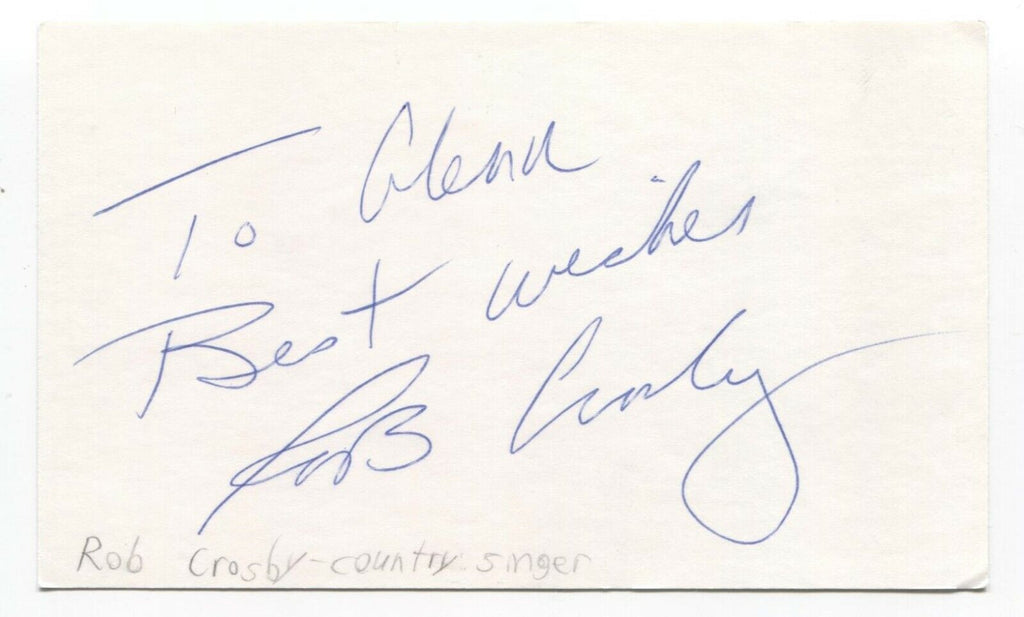 To Glenn
Best wishes
Rob Crosby
Rob Crosby-country singer